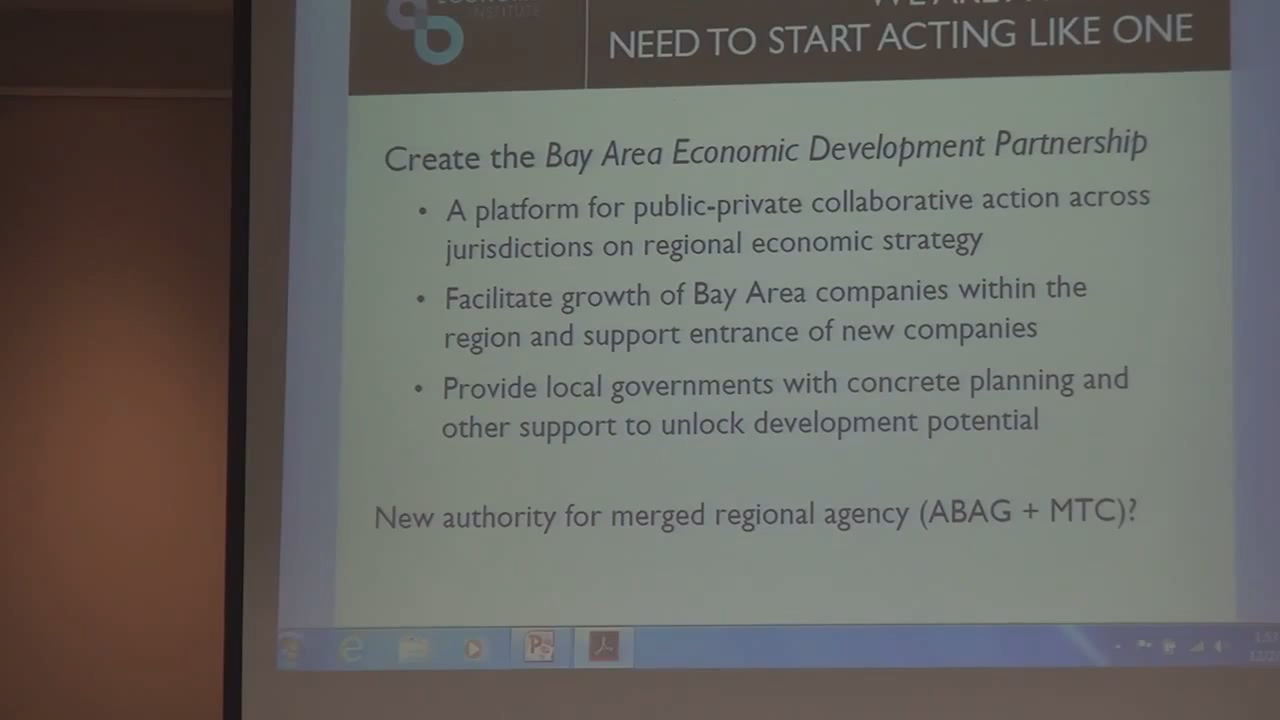 INSTITUTE
NEED TO START ACTING LIKE ONE
Create the Bay Area Economic Development Partnership
• A platform for public-private collaborative action across
jurisdictions on regional economic strategy
• Facilitate growth of Bay Area companies within the
region and support entrance of new companies
• Provide local governments with concrete planning and
other support to unlock development potential
New authority for merged regional agency (ABAG + MTC)?